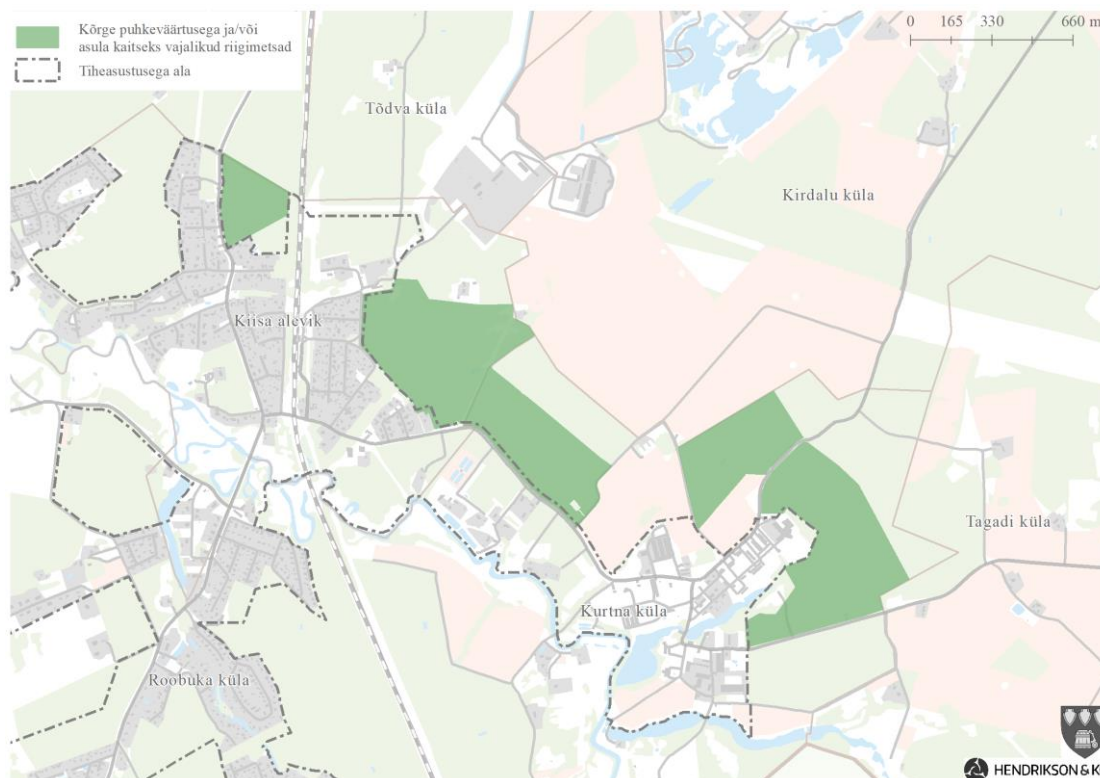 Kõrge puhkeväärtusega ja/või
asula kaitseks vajalikud riigimetsad
Tiheasustusega ala
0 165 330 660 m
Tõdva küla
Kirdalu küla
Kiisa alevik
Tagadi küla
Kurtna küla
Roobuka küla
HENDRIKSON & K